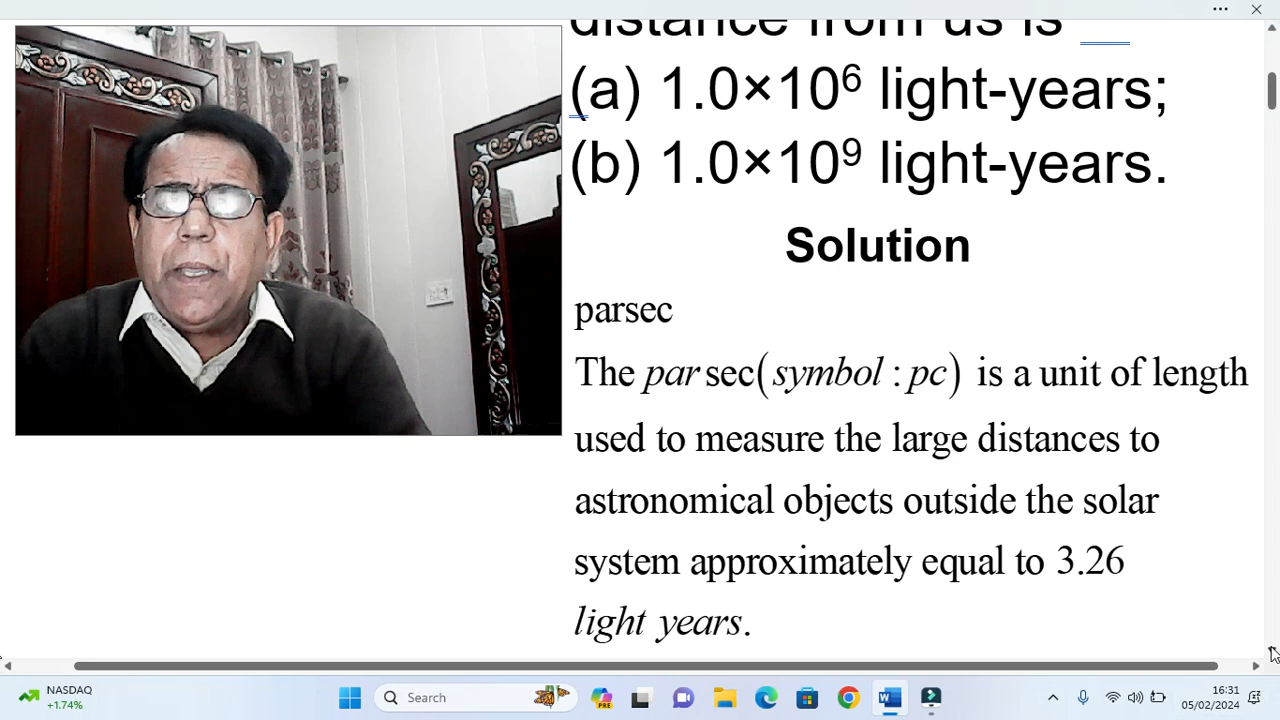 distance from us is
(a) 1.0×10⁶ light-years;
(b) 1.0×10⁹ light-years.
Solution
parsec
The parsec(symbol : pc) is a unit of length
used to measure the large distances to
astronomical objects outside the solar
system approximately equal to 3.26
light years.
NASDAQ
+1.74%
Search
PRE
W
16:31
05/02/2024